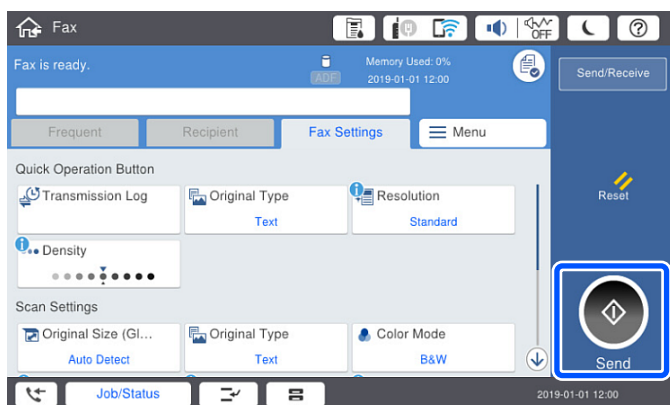 Fax
OFF
?
Fax is ready.
ADF
Memory Used: 0%
2019-01-01 12:00
Send/Receive
Frequent
Recipient
Fax Settings
Menu
Quick Operation Button
Transmission Log
Original Type
Text
Resolution
Standard
Density
Reset
Scan Settings
Original Size (Gl...
Auto Detect
Original Type
Text
Color Mode
B&W
Send
Job/Status
2019-01-01 12:00